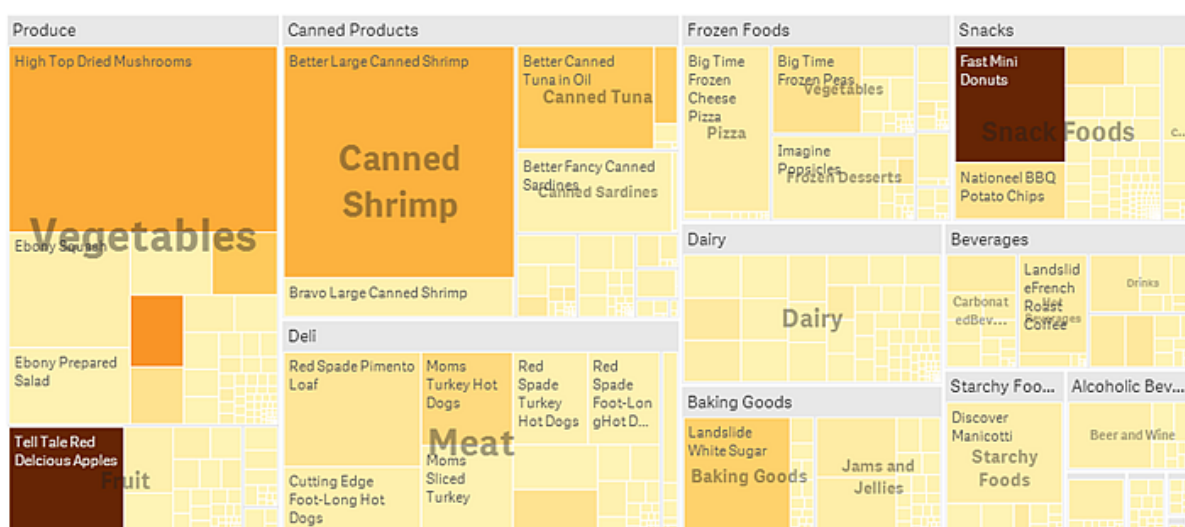 Produce
High Top Dried Mushrooms
Vegetables
Ebony Squash
Ebony Prepared
Salad
Tell Tale Red
Delcious Apples
Fruit
Canned Products
Better Large Canned Shrimp
Canned
Shrimp
Bravo Large Canned Shrimp
Better Canned
Tuna in Oil
Canned Tuna
Better Fancy Canned
Sardines
Canned Sardines
Deli
Red Spade Pimento
Loaf
Cutting Edge
Foot-Long Hot
Dogs
Moms
Turkey Hot
Dogs
Meat
Moms
Sliced
Turkey
Red
Spade
Turkey
Hot Dogs
Red
Spade
Foot-Lon
gHot D...
Frozen Foods
Big Time
Frozen
Cheese
Pizza
Pizza
Big Time
Frozen Peas
Vegetables
Imagine
Popsicles
Frozen Desserts
Snacks
Fast Mini
Donuts
Snack Foods
Nationeel BBQ
Potato Chips
c...
Dairy
Dairy
Beverages
Carbonat
edBev...
Landslid
eFrench
Roast
Coffee
Hot
Beverages
Drinks
Baking Goods
Landslide
White Sugar
Baking Goods
Jams and
Jellies
Starchy Foo...
Discover
Manicotti
Starchy
Foods
Alcoholic Bev...
Beer and Wine